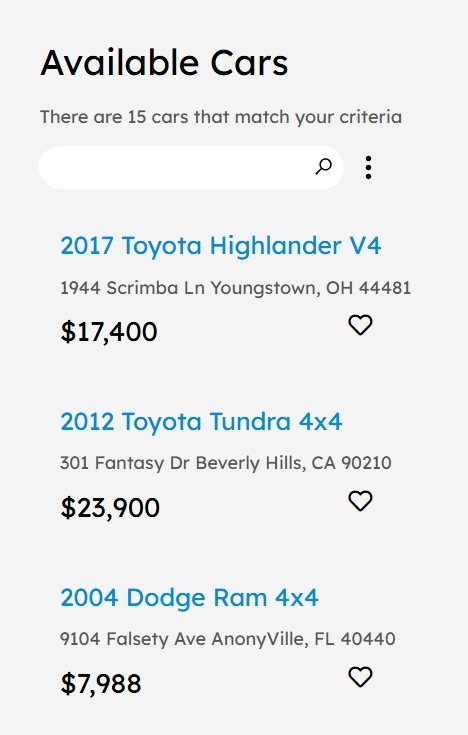 Available Cars
There are 15 cars that match your criteria
2017 Toyota Highlander V4
1944 Scrimba Ln Youngstown, OH 44481
$17,400
2012 Toyota Tundra 4x4
301 Fantasy Dr Beverly Hills, CA 90210
$23,900
2004 Dodge Ram 4x4
9104 Falsety Ave AnonyVille, FL 40440
$7,988